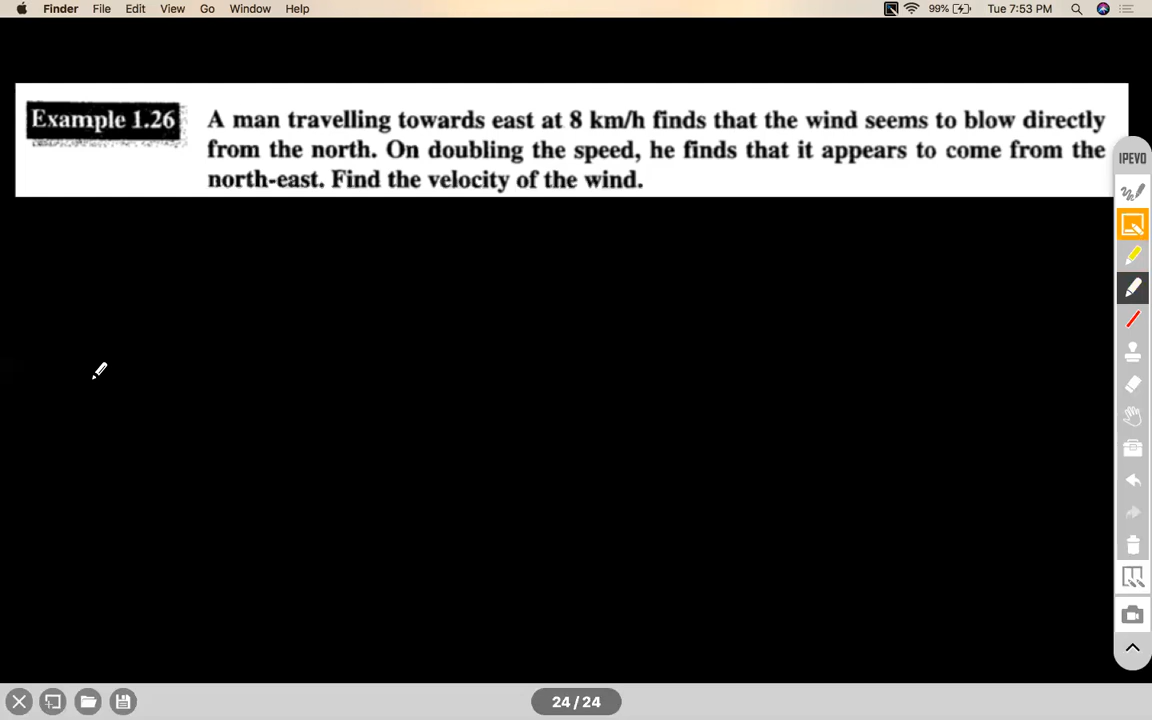 Finder File Edit View Go Window Help 99% Tue 7:53 PM
Example 1.26 A man travelling towards east at 8 km/h finds that the wind seems to blow directly
from the north. On doubling the speed, he finds that it appears to come from the
north-east. Find the velocity of the wind.
IPEVO
24 / 24